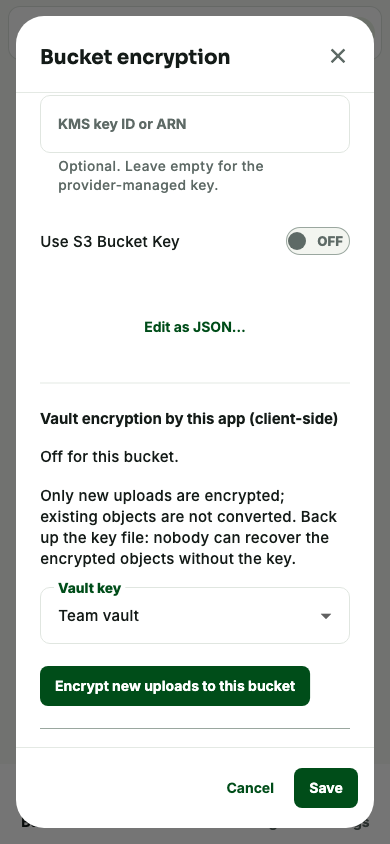 Bucket encryption
KMS key ID or ARN
Optional. Leave empty for the
provider-managed key.
Use S3 Bucket Key
OFF
Edit as JSON...
Vault encryption by this app (client-side)
Off for this bucket.
Only new uploads are encrypted;
existing objects are not converted. Back
up the key file: nobody can recover the
encrypted objects without the key.
Vault key
Team vault
Encrypt new uploads to this bucket
Cancel
Save